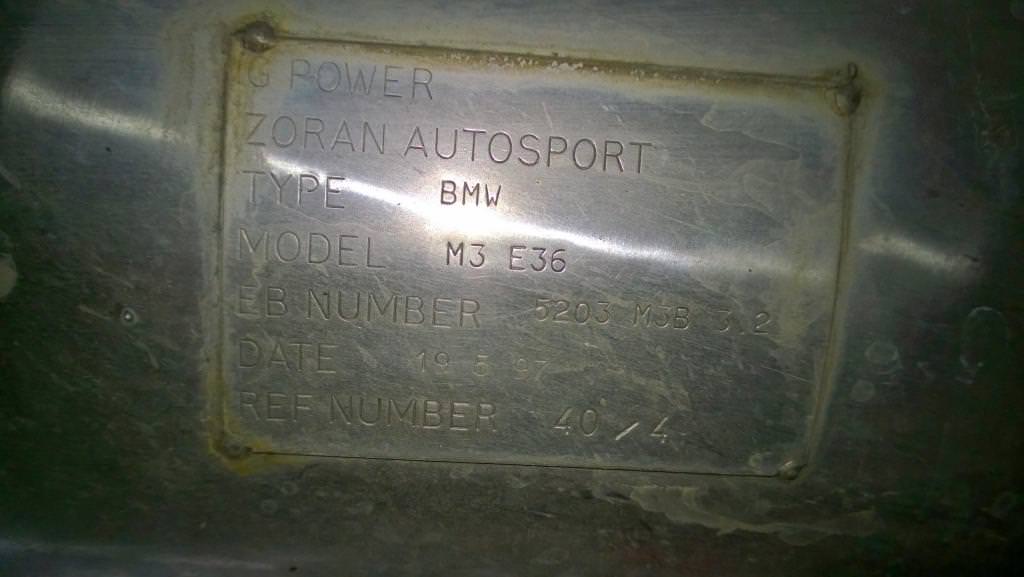 G POWER
ZORAN AUTOSPORT
TYPE BMW
MODEL M3 E36
EB NUMBER 5203 M3B 3.2
DATE 19 5 97
REF NUMBER 40/4